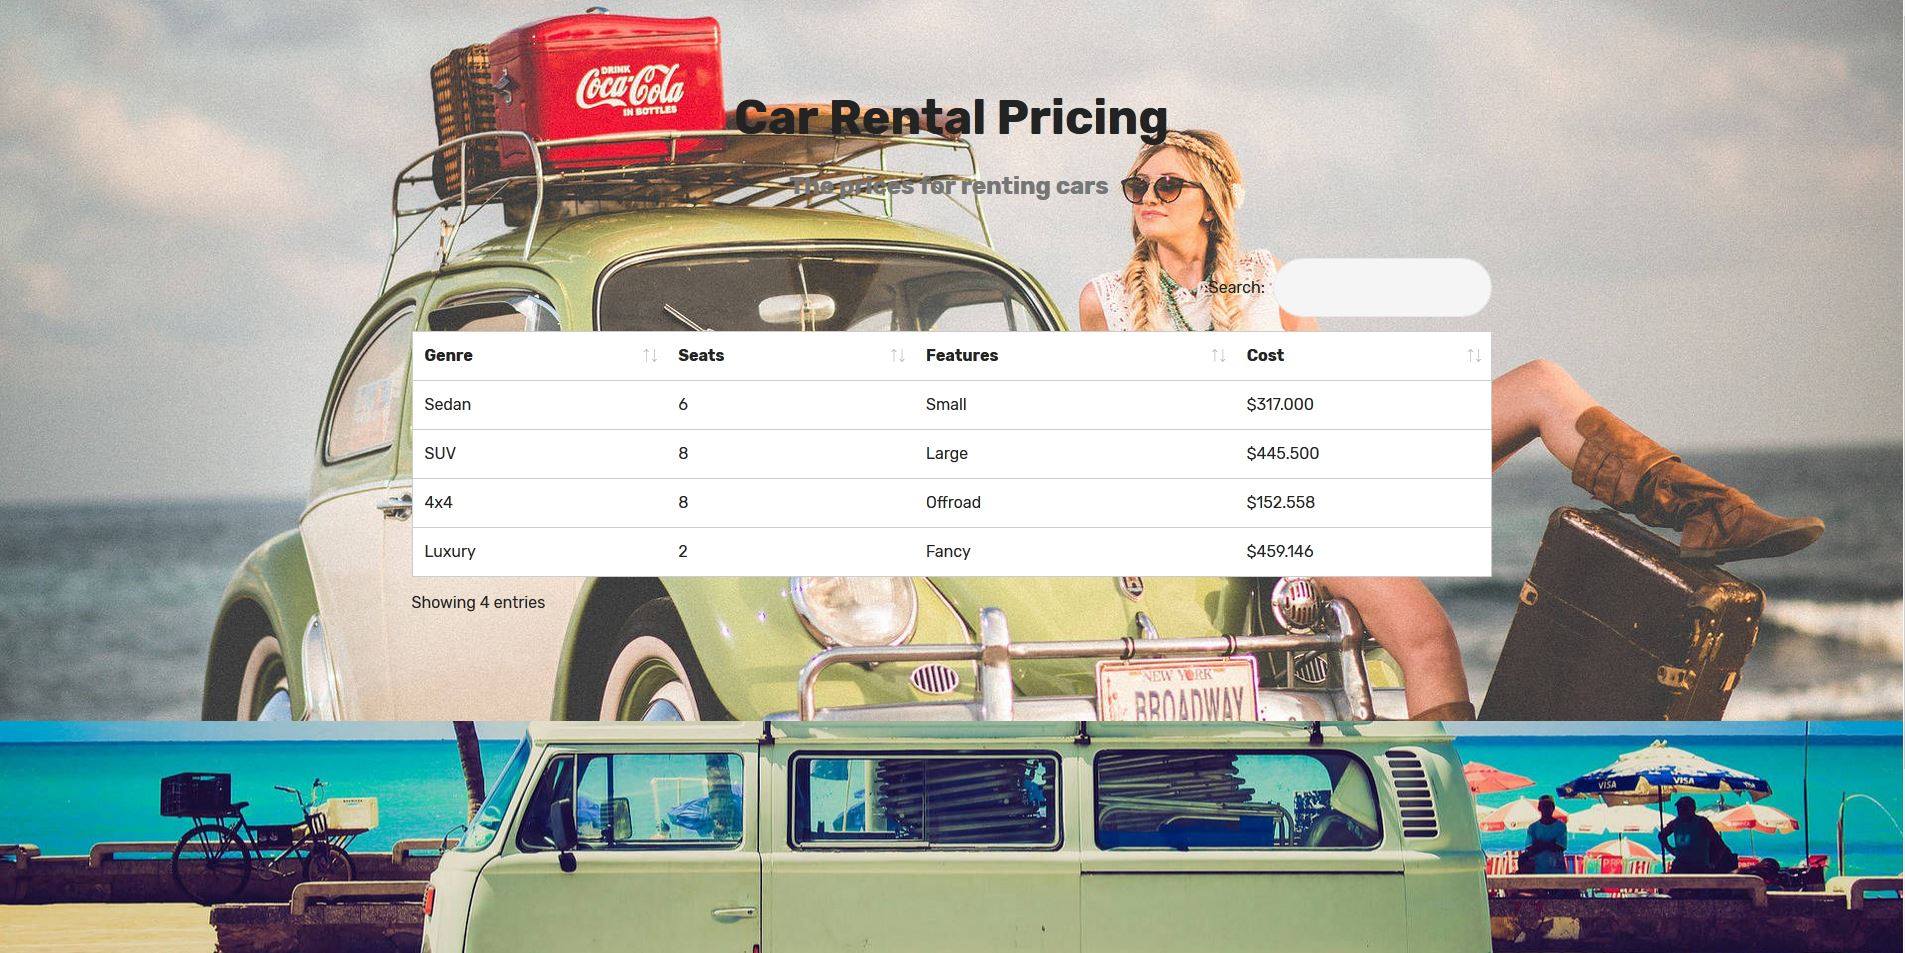 DRINK
Coca-Cola
IN BOTTLES
Car Rental Pricing
The prices for renting cars
Search:
Genre Seats Features Cost
Sedan 6 Small $317.000
SUV 8 Large $445.500
4x4 8 Offroad $152.558
Luxury 2 Fancy $459.146
Showing 4 entries
NEW YORK
BROADWAY
VISA
VISA